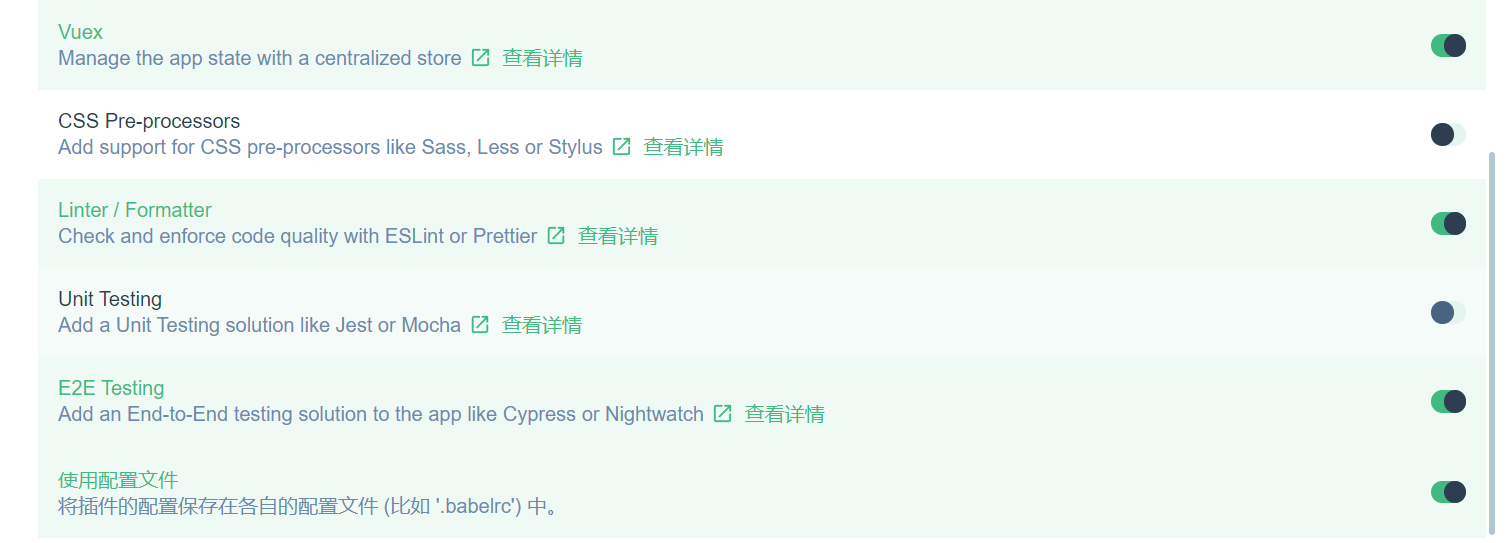 Vuex
Manage the app state with a centralized store 查看详情
CSS Pre-processors
Add support for CSS pre-processors like Sass, Less or Stylus 查看详情
Linter / Formatter
Check and enforce code quality with ESLint or Prettier 查看详情
Unit Testing
Add a Unit Testing solution like Jest or Mocha 查看详情
E2E Testing
Add an End-to-End testing solution to the app like Cypress or Nightwatch 查看详情
使用配置文件
将插件的配置保存在各自的配置文件 (比如 '.babelrc') 中。